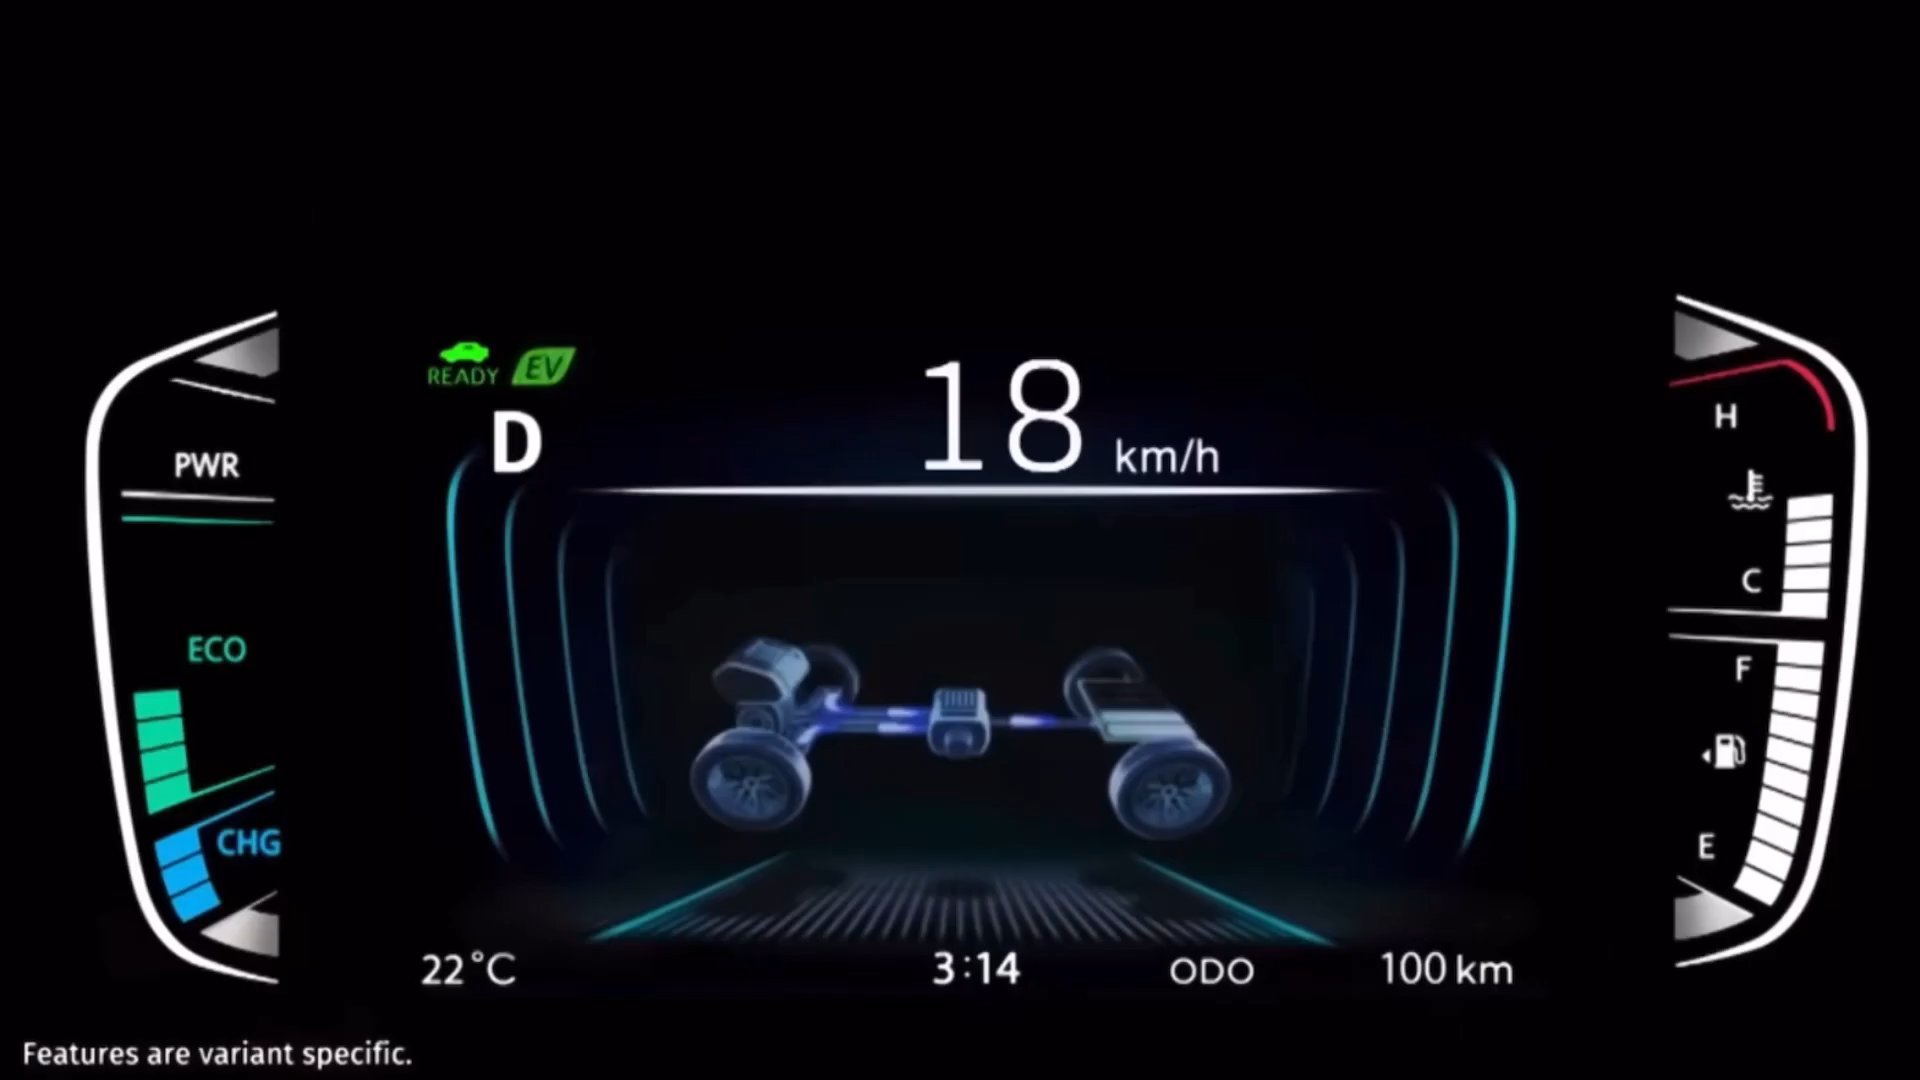 READY EV
18 km/h
D
PWR
ECO
CHG
H
C
F
E
22°C
3:14
ODO
100 km
Features are variant specific.